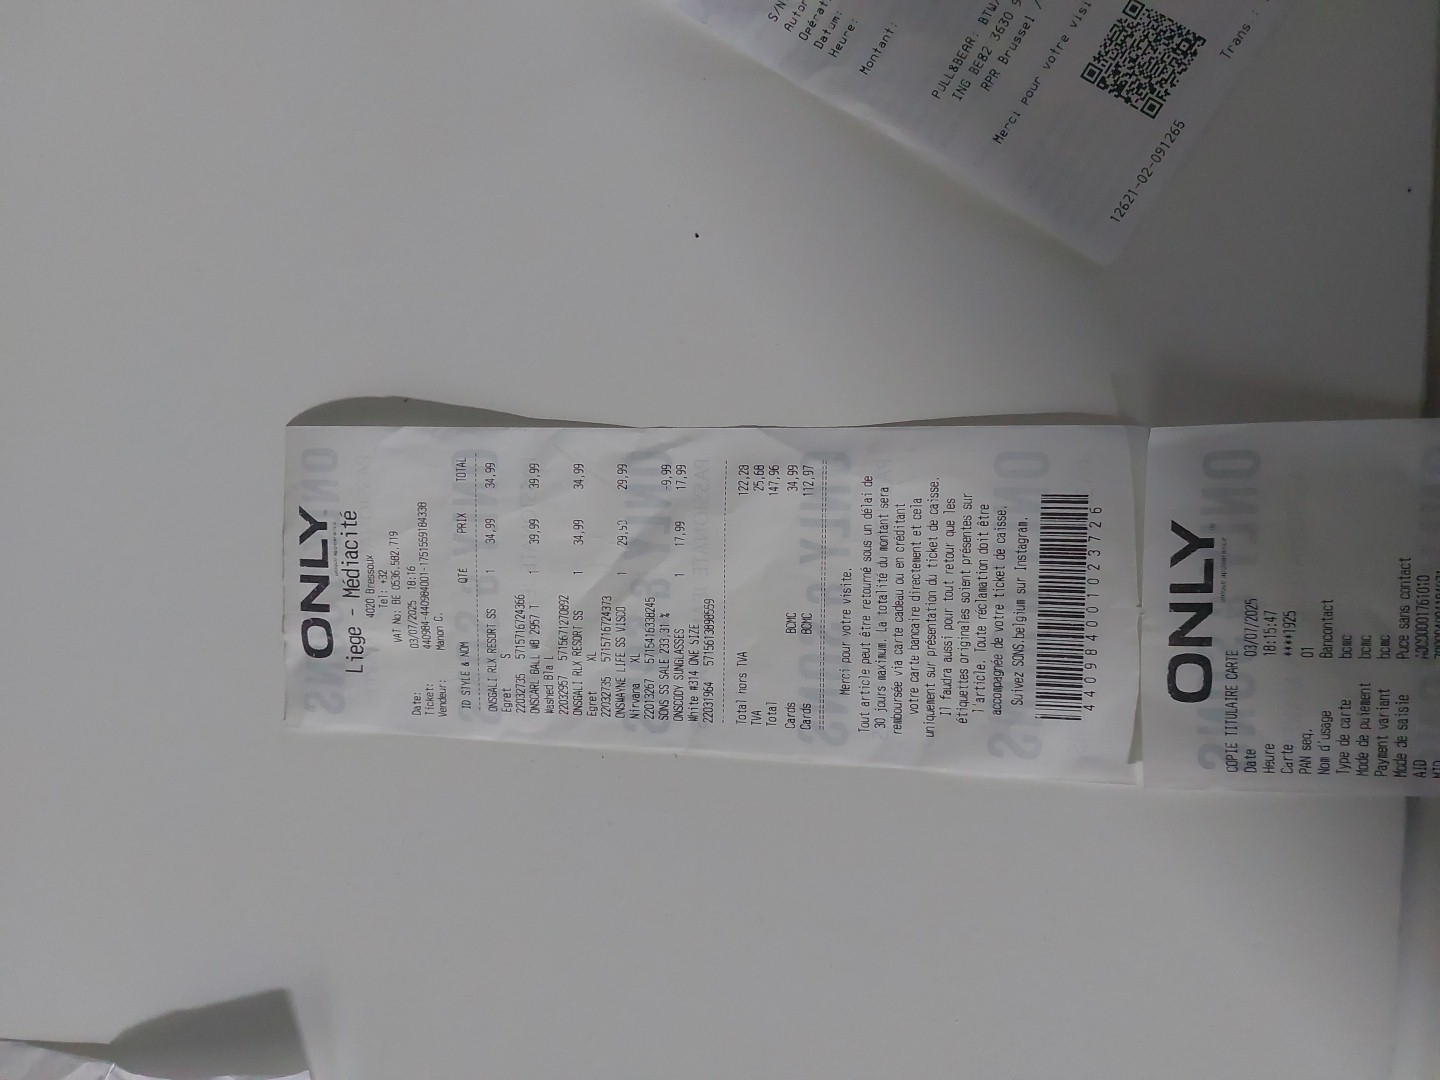 ONLY
Liege - Médiacité
4020 Bressoux
Tel: +32
VAT No: BE 0536.582.719
Date: 03/07/2025 18:16
Ticket: 440984-440984001-1751559184338
Vendeur: Manon C.
ID STYLE & NOM QTÉ PRIX TOTAL
ONSGALI RLX RESORT SS 1 34,99 34,99
Egret S
22032735 5715716724366
ONSCARL BALL WB 2957 T 1 39,99 39,99
Washed Bla L
22032957 5715671270892
ONSGALI RLX RESORT SS 1 34,99 34,99
Egret XL
22032735 5715716724373
ONSWAYNE LIFE SS VISCO 1 29,99
Nirvana XL
22013267 5715416338245
SONS SS SALE 233,31 % -9,99
ONSCODY SUNGLASSES 1 17,99 17,99
White #314 ONE SIZE
22031964 5715613898559
Total hors TVA 122,28
TVA 25,68
Total 147,96
Cards BCMC 34,99
Cards BCMC 112,97
Merci pour votre visite.
Tout article peut être retourné sous un délai de
30 jours maximum. La totalité du montant sera
remboursée via carte cadeau ou en créditant
votre carte bancaire directement et cela
uniquement sur présentation du ticket de caisse.
Il faudra aussi pour tout retour que les
étiquettes originales soient présentes sur
l'article. Toute réclamation doit être
accompagnée de votre ticket de caisse.
Suivez SONS.belgium sur Instagram.
440984001023726
ONLY
COPIE TITULAIRE CARTE
Date 03/07/2025
Heure 18:15:47
Carte ****1925
PAN seq. 01
Nom d'usage Bancontact
Type de carte bcmc
Mode de paiement bcmc
Payment variant bcmc
Mode de saisie Puce sans contact
AID
S/N
Opérat
Datum:
Heure:
Montant:
PULL&BEAR: BTW
ING BE82 3630
RPR Brussel /
Merci pour votre visi
Trans :
12621-02-091265